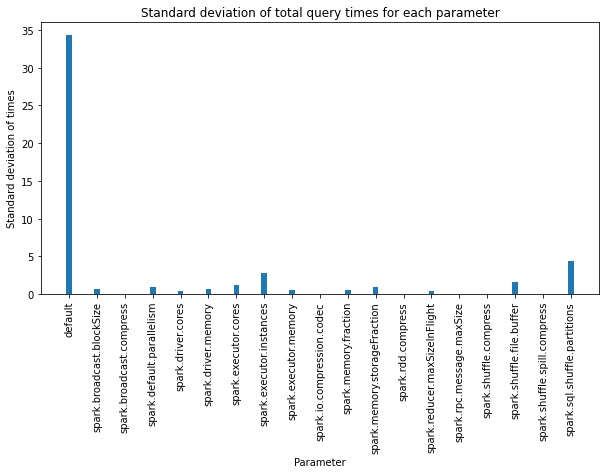 Standard deviation of total query times for each parameter
Standard deviation of times
35
30
25
20
15
10
5
0
default
spark.broadcast.blockSize
spark.broadcast.compress
spark.default.parallelism
spark.driver.cores
spark.driver.memory
spark.executor.cores
spark.executor.instances
spark.executor.memory
spark.io.compression.codec
spark.memory.fraction
spark.memory.storageFraction
spark.rdd.compress
spark.reducer.maxSizeInFlight
spark.rpc.message.maxSize
spark.shuffle.compress
spark.shuffle.file.buffer
spark.shuffle.spill.compress
spark.sql.shuffle.partitions
Parameter